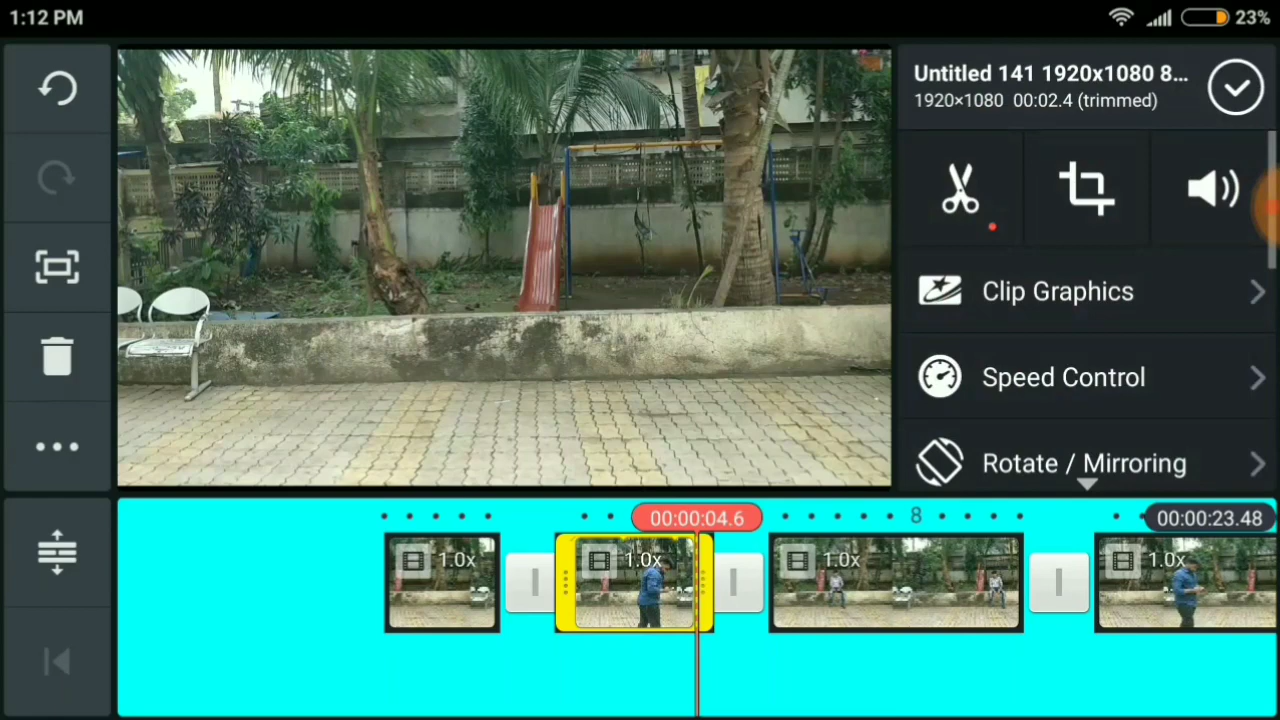 1:12 PM
23%
Untitled 141 1920x1080 8...
1920×1080 00:02.4 (trimmed)
Clip Graphics
Speed Control
Rotate / Mirroring
00:00:04.6
8
00:00:23.48
1.0x
1.0x
1.0x
1.0x